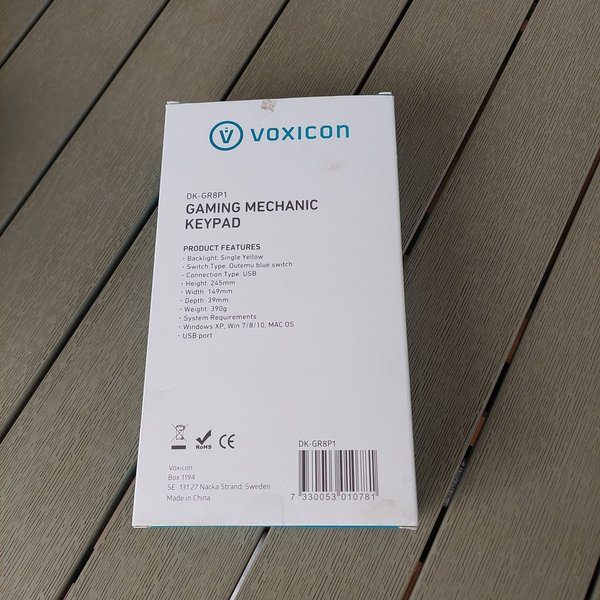 VOXICON
DK-GR8P1
GAMING MECHANIC
KEYPAD
PRODUCT FEATURES
· Backlight: Single Yellow
· Switch Type: Outemu blue switch
· Connection Type: USB
· Height: 245mm
· Width: 149mm
· Depth: 39mm
· Weight: 390g
· System Requirements
· Windows XP, Win 7/8/10, MAC OS
· USB port
RoHS CE
DK-GR8P1
Voxicon
Box 1194
SE- 131 27 Nacka Strand, Sweden
Made in China
7 330053 010781